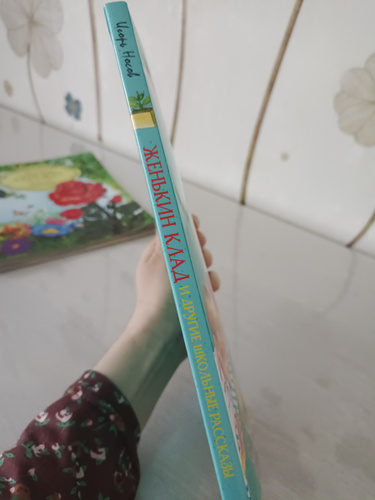 Игорь Носов
ЖЕНЬКИН КЛАД
И ДРУГИЕ ШКОЛЬНЫЕ РАССКАЗЫ